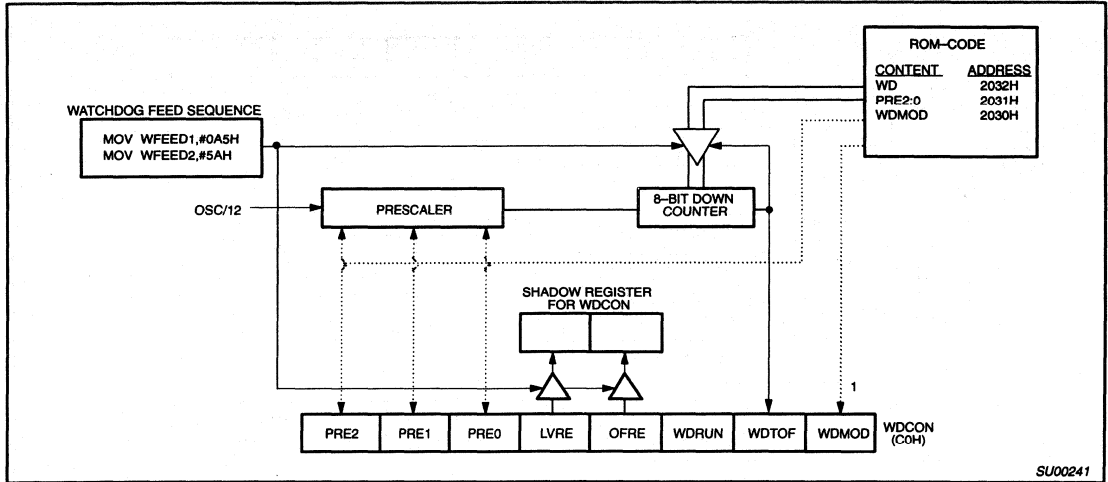 ROM–CODE
CONTENT ADDRESS
WD 2032H
PRE2:0 2031H
WDMOD 2030H
WATCHDOG FEED SEQUENCE
MOV WFEED1,#0A5H
MOV WFEED2,#5AH
OSC/12
PRESCALER
8–BIT DOWN
COUNTER
SHADOW REGISTER
FOR WDCON
1
PRE2 PRE1 PRE0 LVRE OFRE WDRUN WDTOF WDMOD
WDCON
(C0H)
SU00241